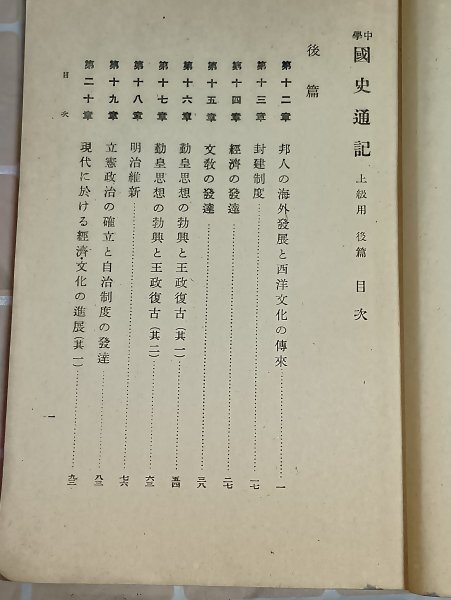 中學 國史通記 上級用 後篇 目次
後篇
第十二章 邦人の海外發展と西洋文化の傳來 一
第十三章 封建制度 一七
第十四章 經濟の發達 二七
第十五章 文敎の發達 三八
第十六章 勤皇思想の勃興と王政復古(其一) 五四
第十七章 勤皇思想の勃興と王政復古(其二) 六三
第十八章 明治維新 七六
第十九章 立憲政治の確立と自治制度の發達 八三
第二十章 現代に於ける經濟文化の進展(其一) 九三
目次
一